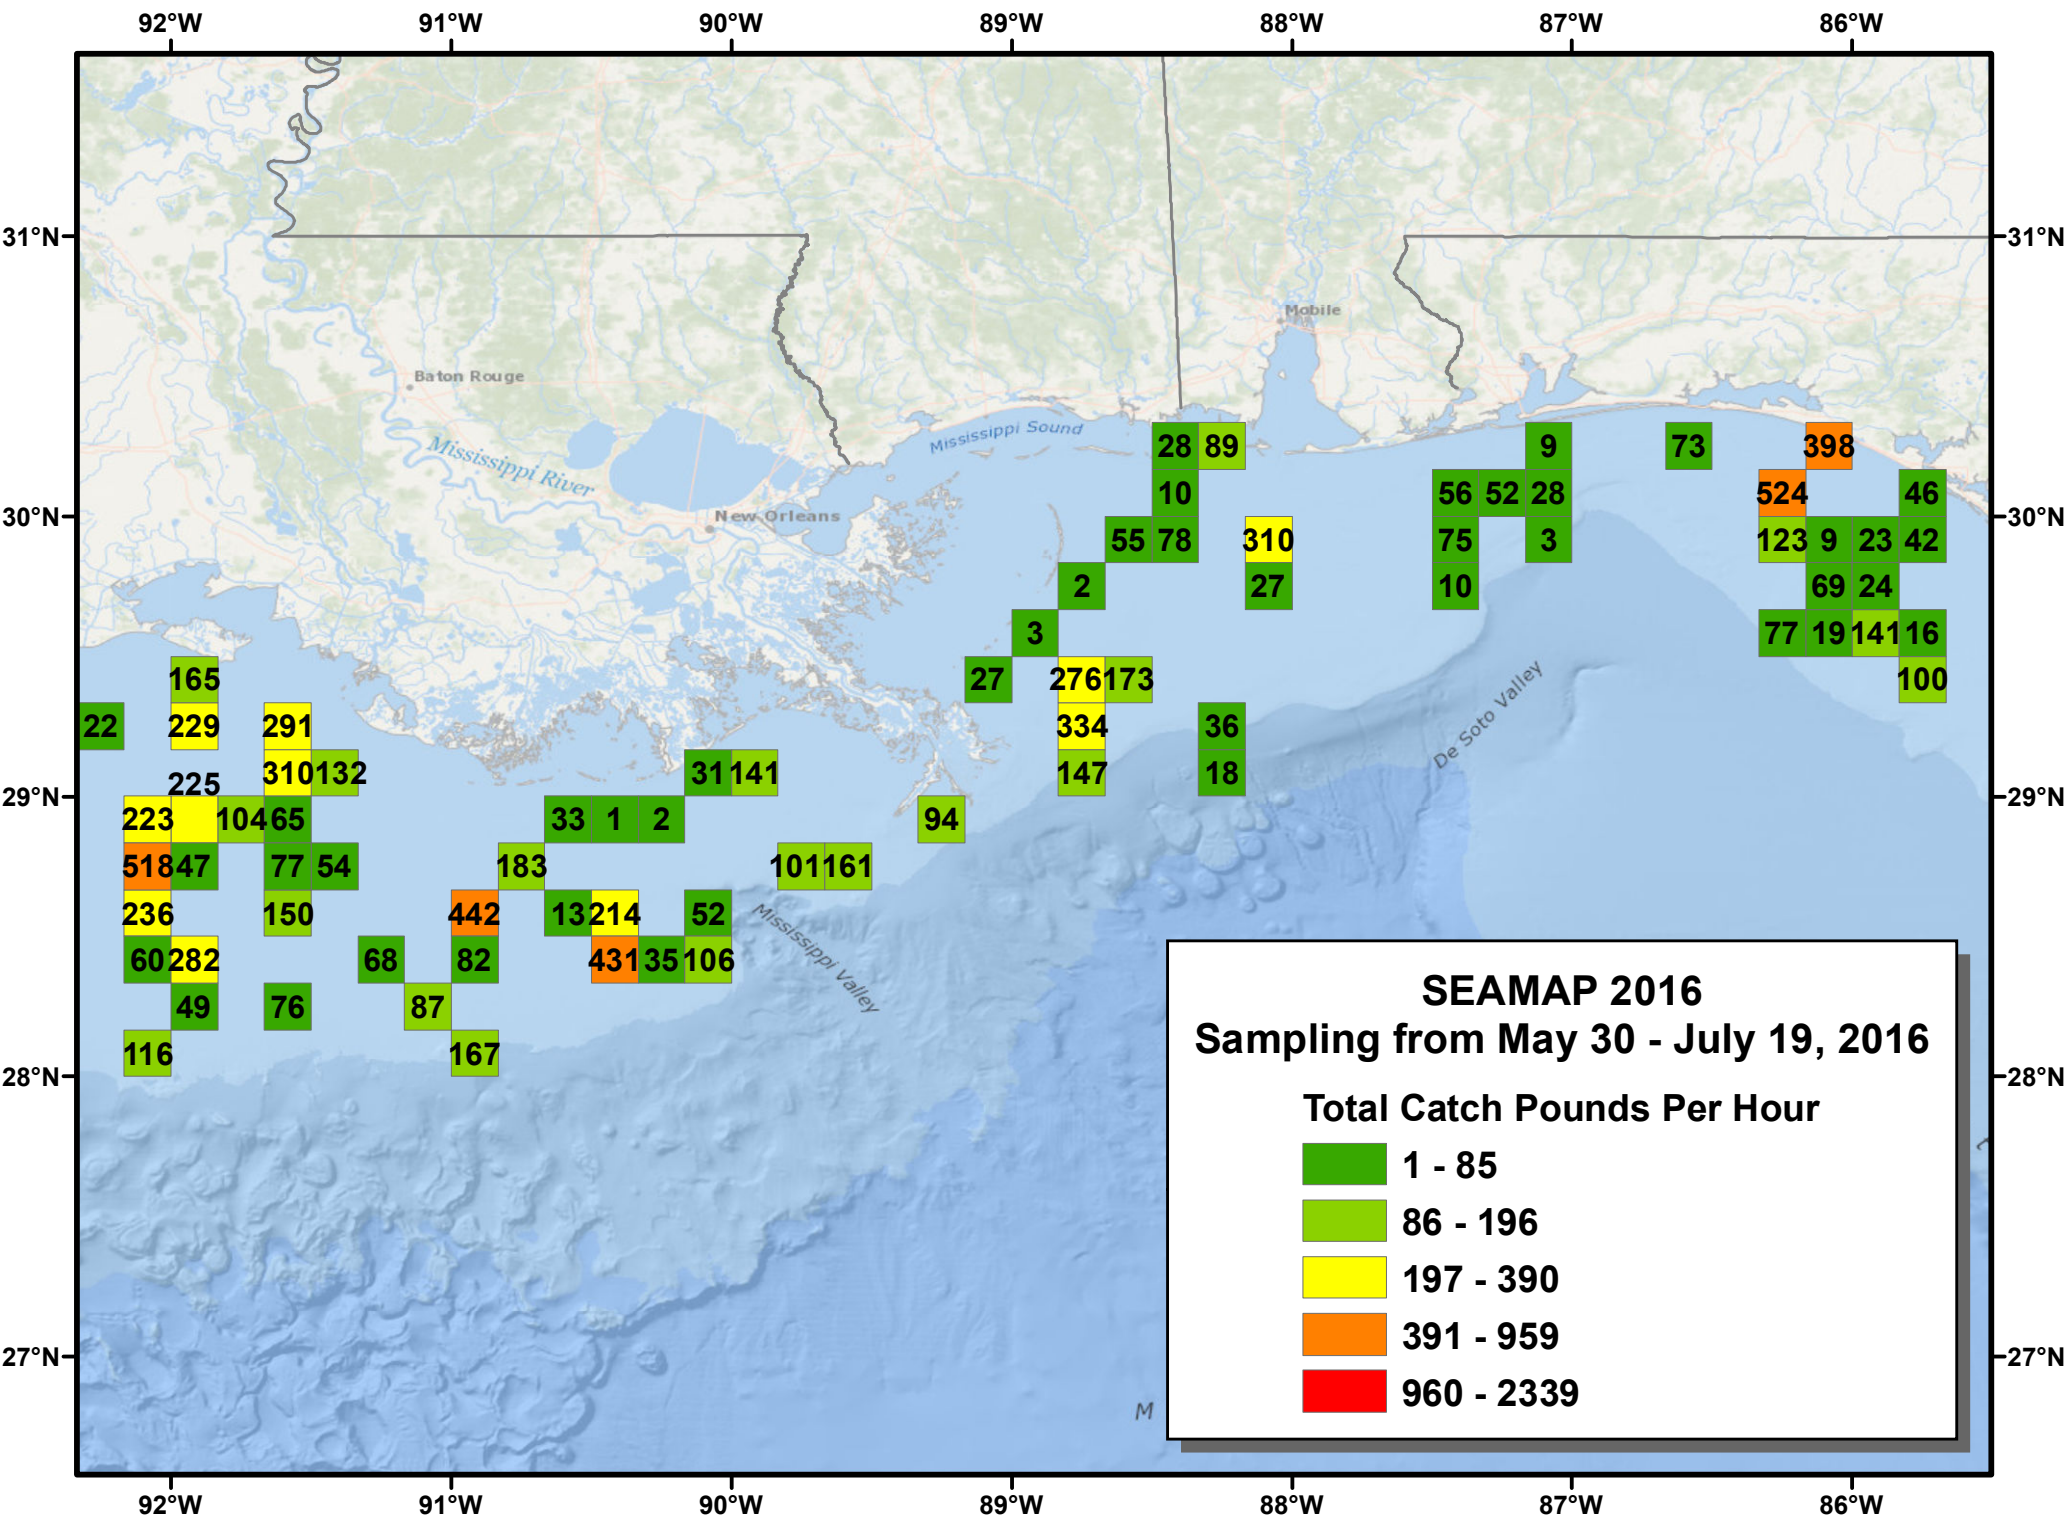 92°W 91°W 90°W 89°W 88°W 87°W 86°W
31°N 31°N
Mobile
Baton Rouge
Mississippi Sound
Mississippi River
28 89 9 73 398
10 56 52 28 524 46
New Orleans
30°N 30°N
55 78 310 75 3 123 9 23 42
2 27 10 69 24
3 77 19 141 16
165 27 276 173 100
De Soto Valley
22 229 291 334 36
310 132 31 141 147 18
225
29°N 29°N
223 104 65 33 1 2 94
518 47 77 54 183 101 161
236 150 442 13 214 52
Mississippi Valley
60 282 68 82 431 35 106
49 76 87
116 167
28°N 28°N
SEAMAP 2016
Sampling from May 30 - July 19, 2016
Total Catch Pounds Per Hour
1 - 85
86 - 196
197 - 390
391 - 959
960 - 2339
27°N 27°N
M
92°W 91°W 90°W 89°W 88°W 87°W 86°W